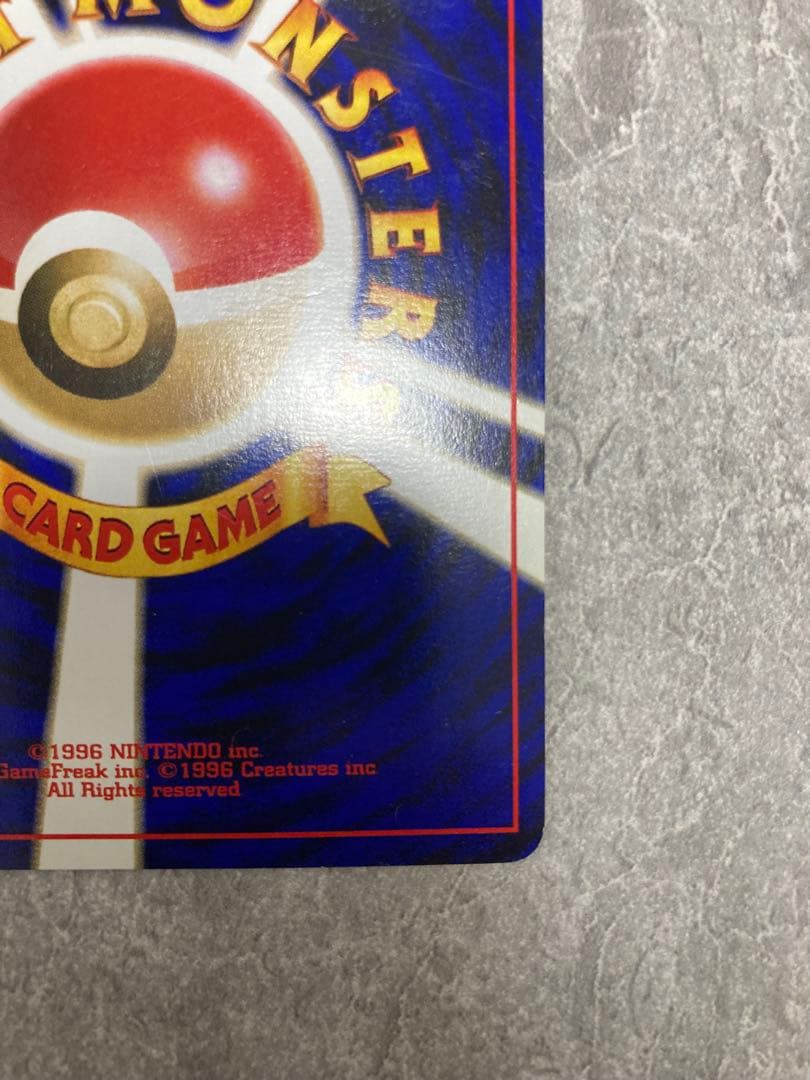 T MONSTERS
CARD GAME
©1996 NINTENDO inc.
GameFreak inc. ©1996 Creatures inc.
All Rights reserved.